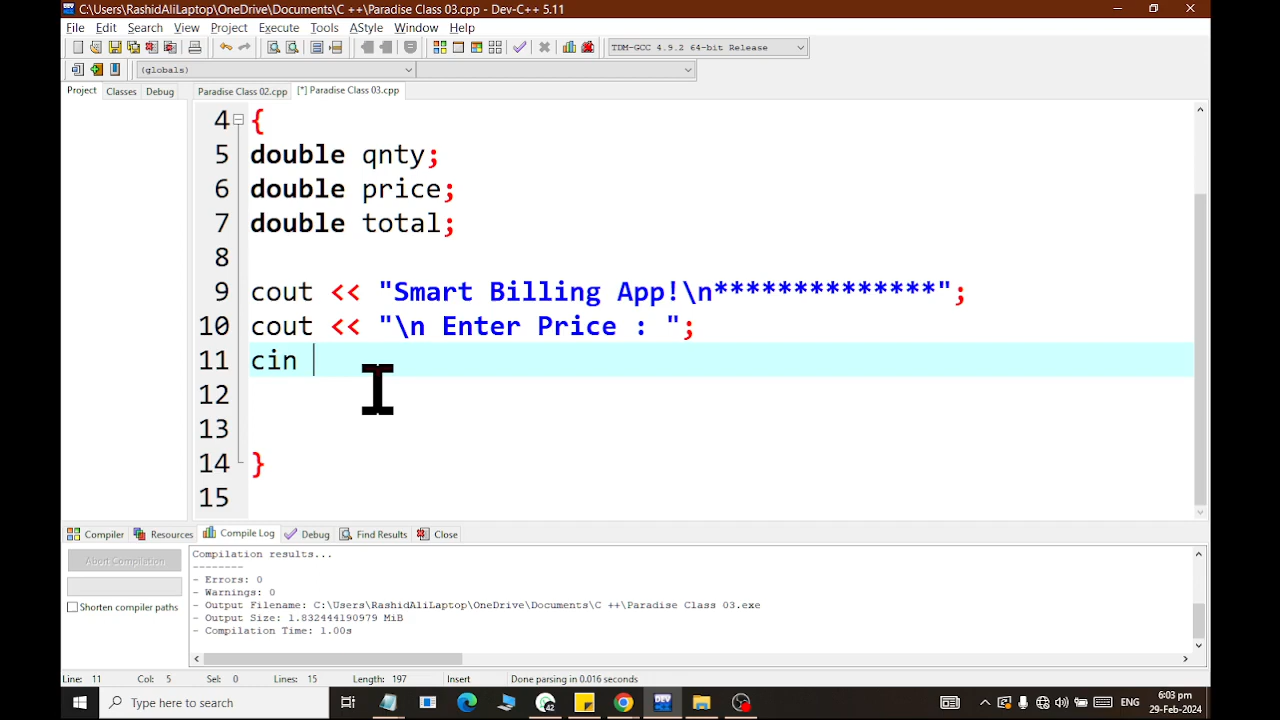 C:\Users\RashidAliLaptop\OneDrive\Documents\C ++\Paradise Class 03.cpp - Dev-C++ 5.11
File Edit Search View Project Execute Tools AStyle Window Help
TDM-GCC 4.9.2 64-bit Release
(globals)
Project Classes Debug Paradise Class 02.cpp [*] Paradise Class 03.cpp
4 {
5 double qnty;
6 double price;
7 double total;
8
9 cout << "Smart Billing App!\n**************";
10 cout << "\n Enter Price : ";
11 cin
12
13
14 }
15
Compiler Resources Compile Log Debug Find Results Close
Abort Compilation
Shorten compiler paths
Compilation results...
--------
- Errors: 0
- Warnings: 0
- Output Filename: C:\Users\RashidAliLaptop\OneDrive\Documents\C ++\Paradise Class 03.exe
- Output Size: 1.832444190979 MiB
- Compilation Time: 1.00s
Line: 11 Col: 5 Sel: 0 Lines: 15 Length: 197 Insert Done parsing in 0.016 seconds
Type here to search
DEV
ENG
6:03 pm
29-Feb-2024